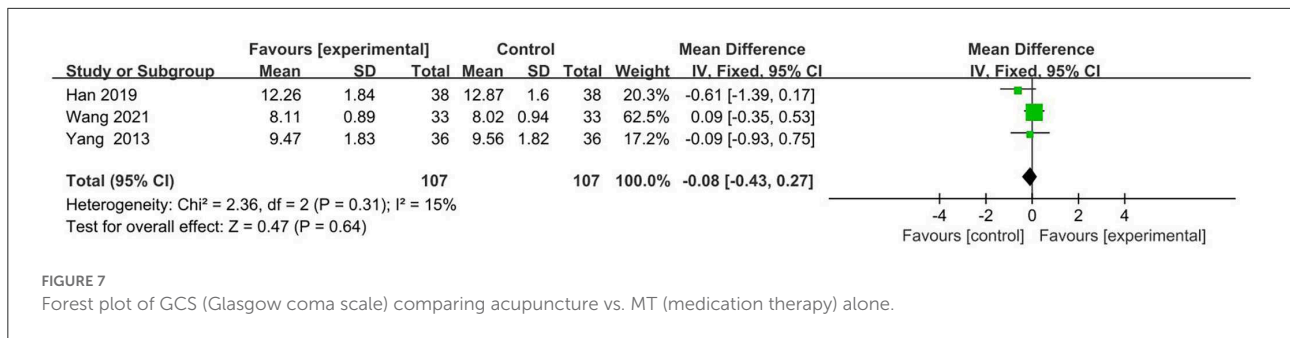 Favours [experimental] Control Mean Difference Mean Difference
Study or Subgroup Mean SD Total Mean SD Total Weight IV, Fixed, 95% CI IV, Fixed, 95% CI
Han 2019 12.26 1.84 38 12.87 1.6 38 20.3% -0.61 [-1.39, 0.17]
Wang 2021 8.11 0.89 33 8.02 0.94 33 62.5% 0.09 [-0.35, 0.53]
Yang 2013 9.47 1.83 36 9.56 1.82 36 17.2% -0.09 [-0.93, 0.75]
Total (95% CI) 107 107 100.0% -0.08 [-0.43, 0.27]
Heterogeneity: Chi² = 2.36, df = 2 (P = 0.31); I² = 15%
Test for overall effect: Z = 0.47 (P = 0.64)
-4 -2 0 2 4
Favours [control] Favours [experimental]
FIGURE 7
Forest plot of GCS (Glasgow coma scale) comparing acupuncture vs. MT (medication therapy) alone.